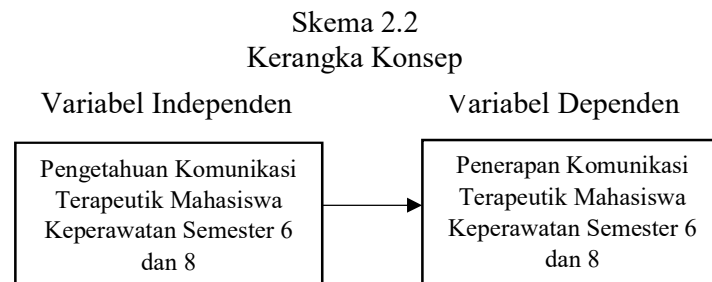 Skema 2.2
Kerangka Konsep
Variabel Independen
Variabel Dependen
Pengetahuan Komunikasi
Terapeutik Mahasiswa
Keperawatan Semester 6
dan 8
Penerapan Komunikasi
Terapeutik Mahasiswa
Keperawatan Semester 6
dan 8